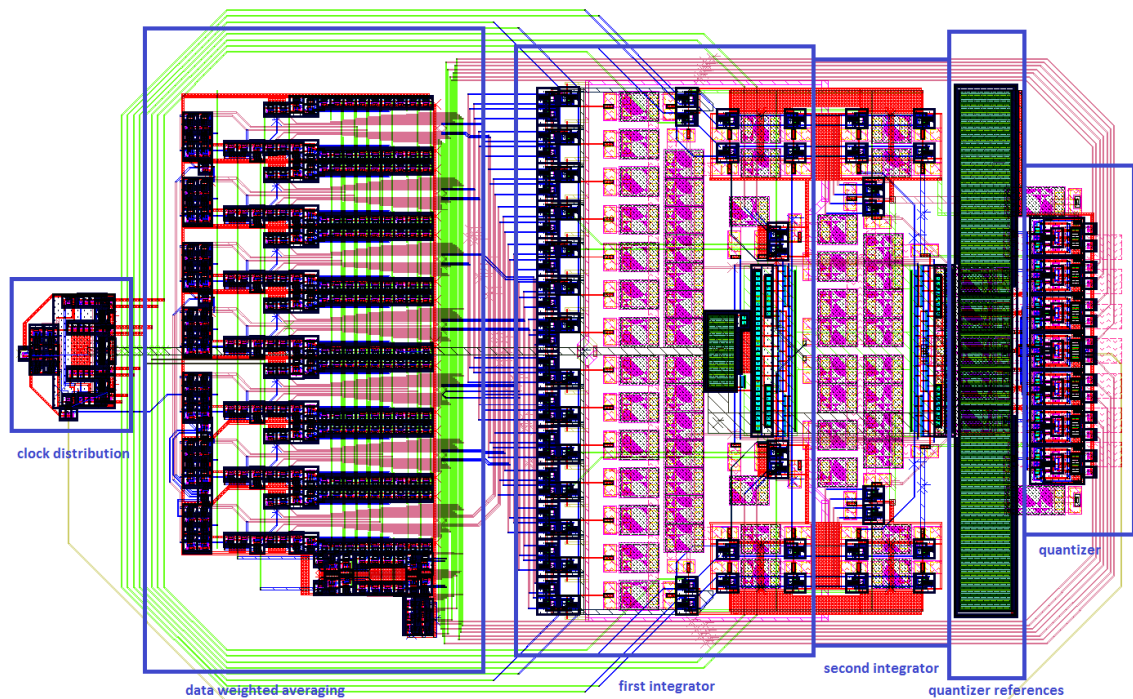 clock distribution
data weighted averaging
first integrator
second integrator
quantizer references
quantizer